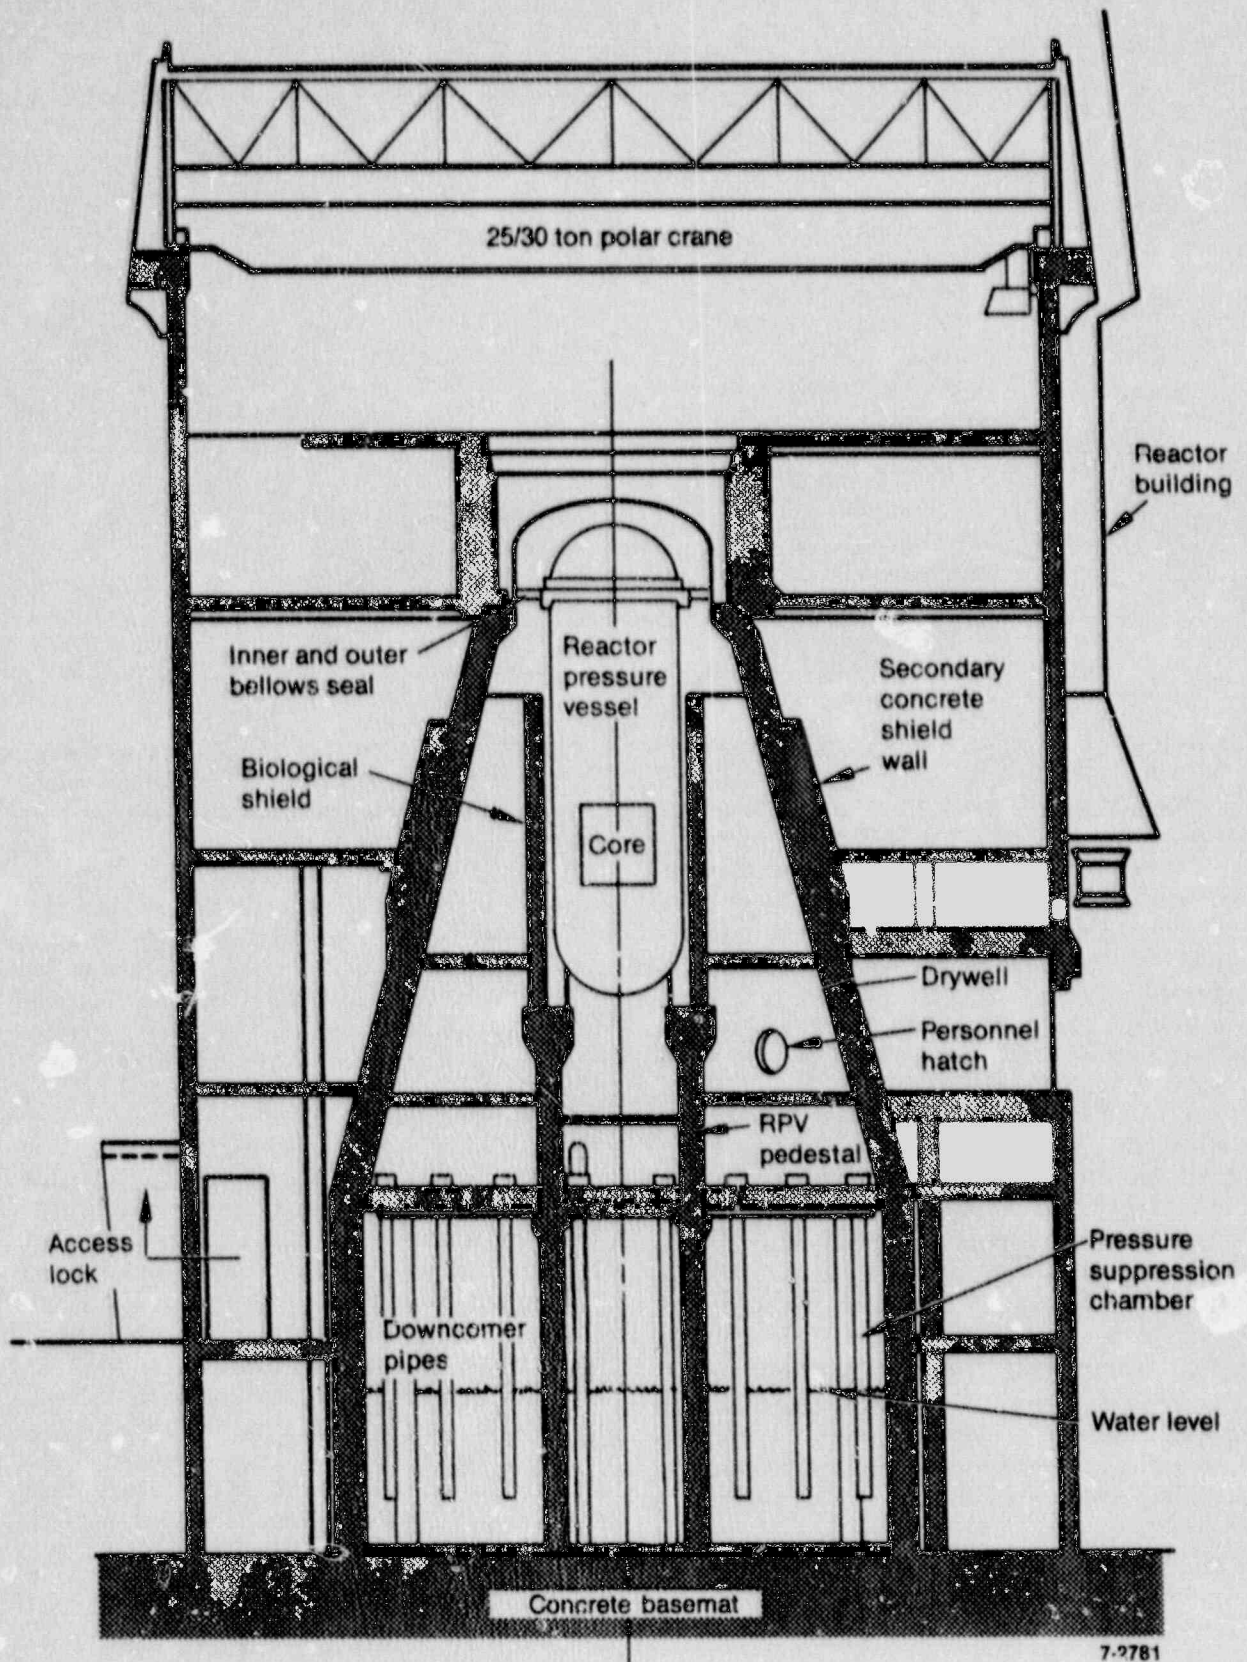 25/30 ton polar crane
Reactor
building
Inner and outer
bellows seal
Reactor
pressure
vessel
Secondary
concrete
shield
wall
Biological
shield
Core
Drywell
Personnel
hatch
RPV
pedestal
Access
lock
Pressure
suppression
chamber
Downcomer
pipes
Water level
Concrete basemat
7-2781